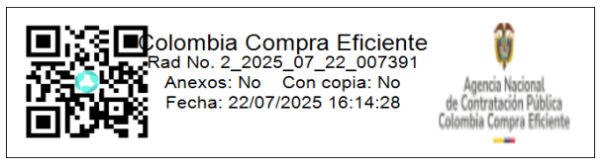 Colombia Compra Eficiente
Rad No. 2_2025_07_22_007391
Anexos: No Con copia: No
Fecha: 22/07/2025 16:14:28
Agencia Nacional
de Contratación Pública
Colombia Compra Eficiente